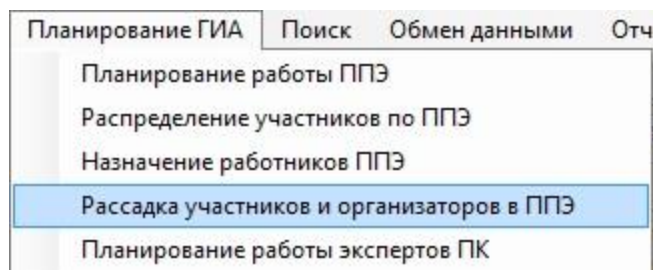 Планирование ГИА Поиск Обмен данными Отч
Планирование работы ППЭ
Распределение участников по ППЭ
Назначение работников ППЭ
Рассадка участников и организаторов в ППЭ
Планирование работы экспертов ПК